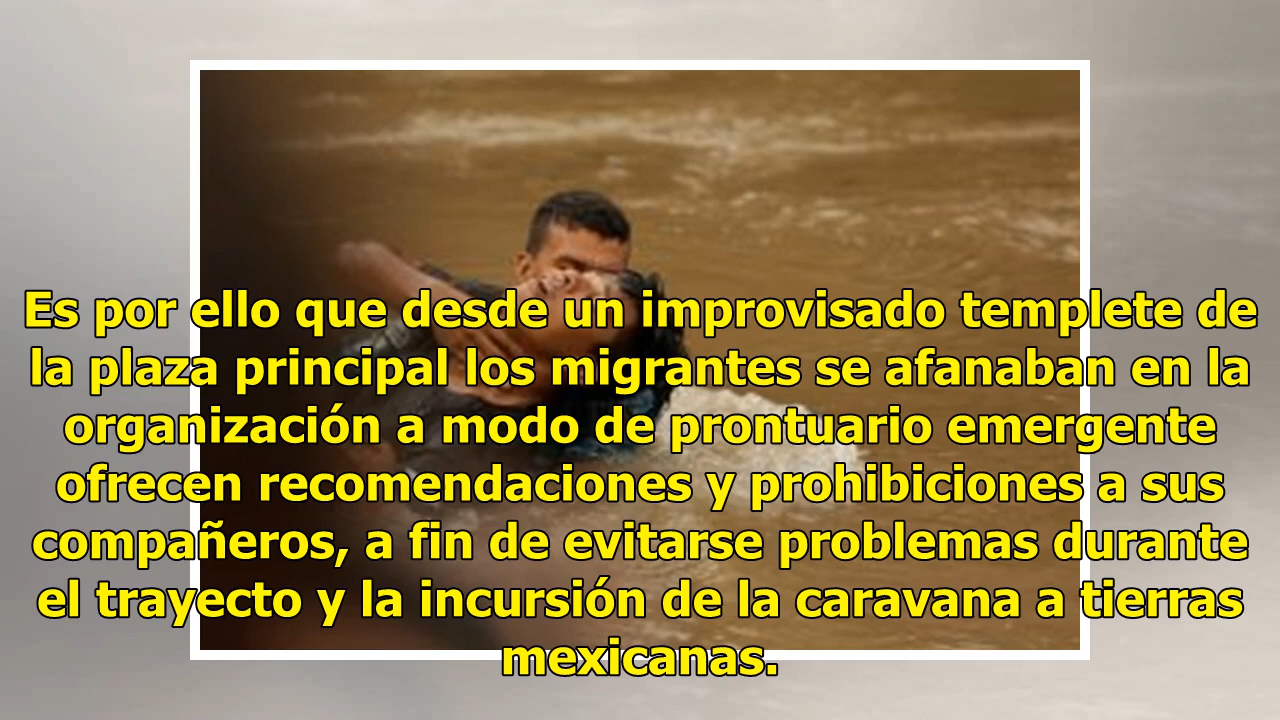 Es por ello que desde un improvisado templete de
la plaza principal los migrantes se afanaban en la
organización a modo de prontuario emergente
ofrecen recomendaciones y prohibiciones a sus
compañeros, a fin de evitarse problemas durante
el trayecto y la incursión de la caravana a tierras
mexicanas.